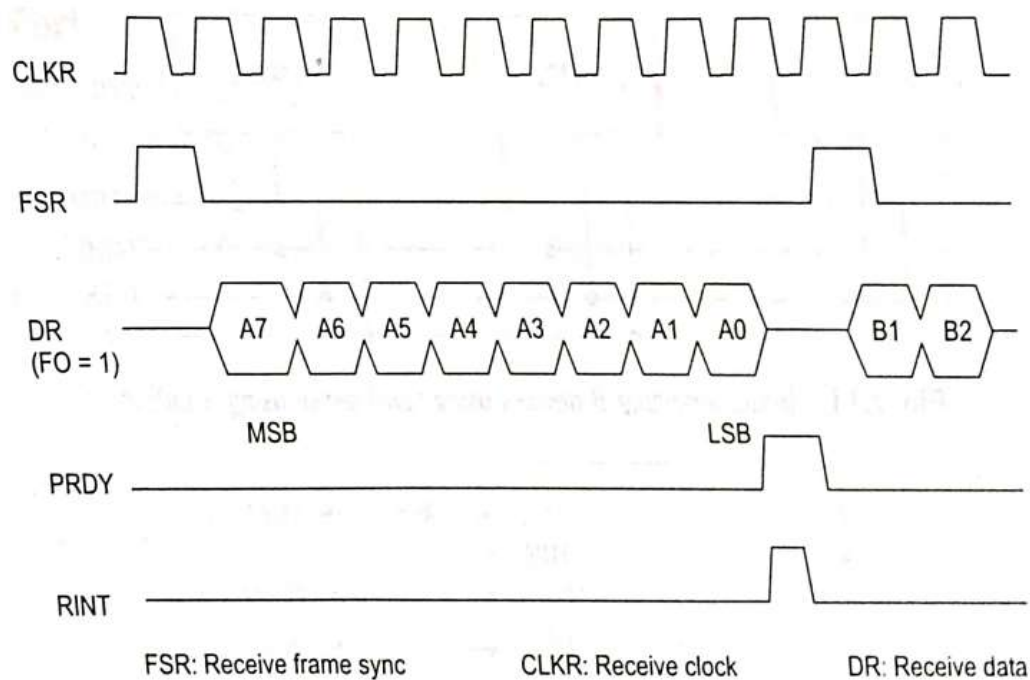 CLKR
FSR
DR
(FO = 1)
A7 A6 A5 A4 A3 A2 A1 A0 B1 B2
MSB LSB
PRDY
RINT
FSR: Receive frame sync CLKR: Receive clock DR: Receive data